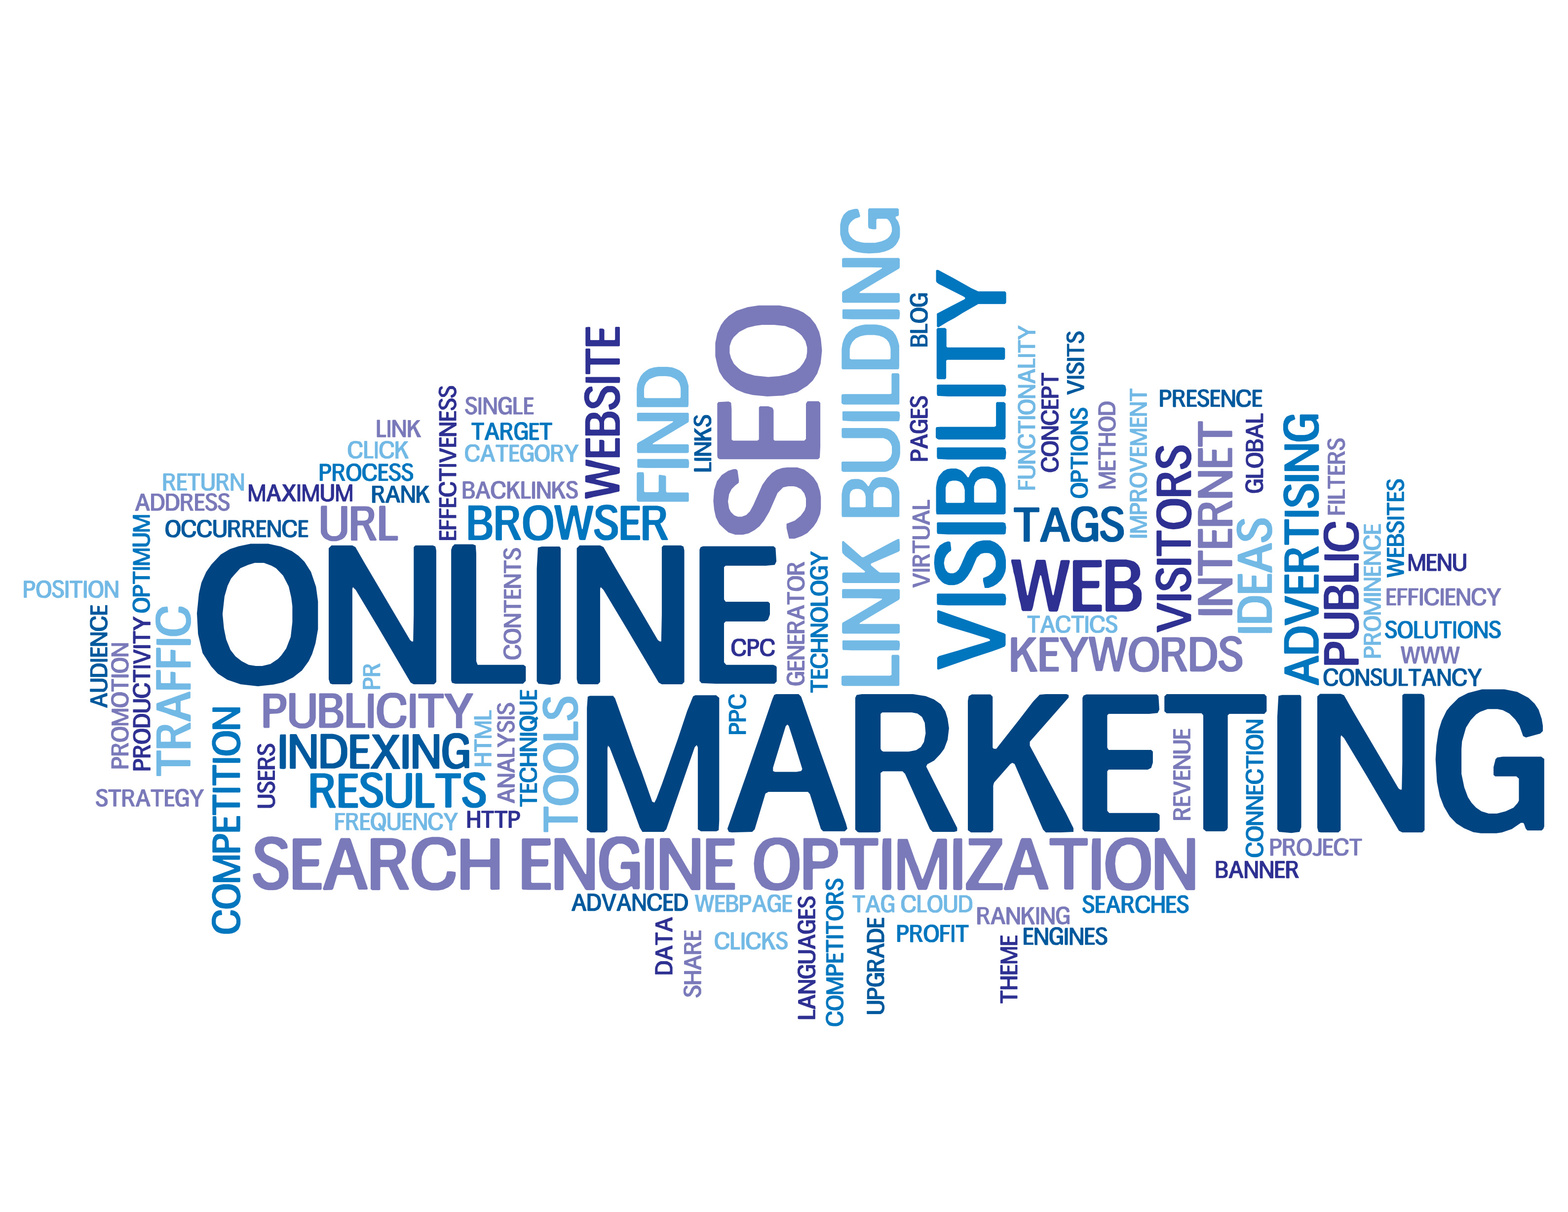 LINK BUILDING
VISIBILITY
BLOG
SEO
WEBSITE
FIND
LINKS
PAGES
FUNCTIONALITY
VISITS
CONCEPT
OPTIONS
METHOD
IMPROVEMENT
PRESENCE
GLOBAL
ADVERTISING
FILTERS
EFFECTIVENESS
SINGLE
LINK
TARGET
CLICK
CATEGORY
PROCESS
RETURN
MAXIMUM
RANK
BACKLINKS
ADDRESS
OCCURRENCE
URL
BROWSER
VIRTUAL
TAGS
VISITORS
INTERNET
IDEAS
PUBLIC
PROMINENCE
WEBSITES
MENU
OPTIMUM
POSITION
ONLINE
CONTENTS
CPC
GENERATOR
TECHNOLOGY
WEB
TACTICS
KEYWORDS
EFFICIENCY
SOLUTIONS
WWW
CONSULTANCY
AUDIENCE
PROMOTION
PRODUCTIVITY
TRAFFIC
PR
PUBLICITY
INDEXING
RESULTS
HTML
ANALYSIS
TECHNIQUE
TOOLS
MARKETING
PPC
REVENUE
CONNECTION
STRATEGY
COMPETITION
USERS
FREQUENCY
HTTP
SEARCH ENGINE OPTIMIZATION
PROJECT
BANNER
ADVANCED
WEBPAGE
LANGUAGES
COMPETITORS
TAG CLOUD
RANKING
SEARCHES
DATA
SHARE
CLICKS
UPGRADE
PROFIT
THEME
ENGINES